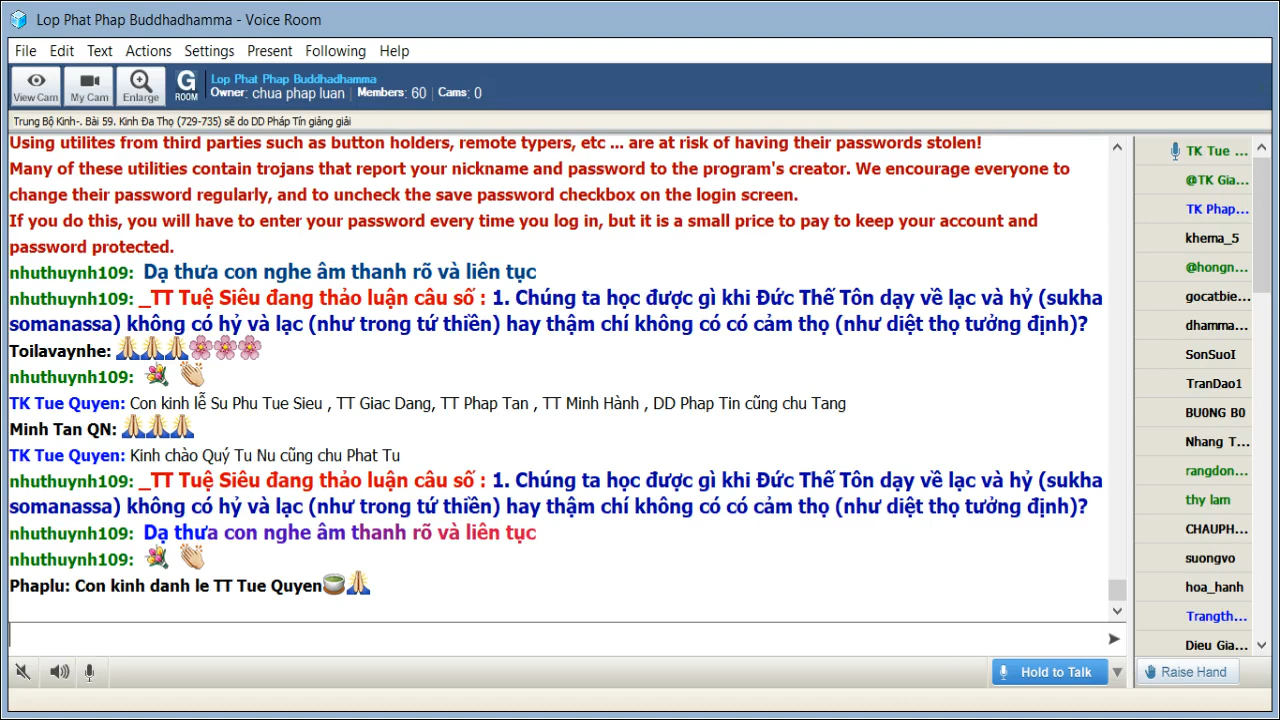 Lop Phat Phap Buddhadhamma - Voice Room
File Edit Text Actions Settings Present Following Help
View Cam My Cam Enlarge G ROOM
Lop Phat Phap Buddhadhamma
Owner: chua phap luan Members: 60 Cams: 0
Trung Bộ Kinh-. Bài 59. Kinh Đa Thọ (729-735) sẽ do DD Pháp Tín giảng giải
Using utilites from third parties such as button holders, remote typers, etc ... are at risk of having their passwords stolen!
Many of these utilities contain trojans that report your nickname and password to the program's creator. We encourage everyone to
change their password regularly, and to uncheck the save password checkbox on the login screen.
If you do this, you will have to enter your password every time you log in, but it is a small price to pay to keep your account and
password protected.
nhuthuynh109: Dạ thưa con nghe âm thanh rõ và liên tục
nhuthuynh109: _TT Tuệ Siêu đang thảo luận câu số : 1. Chúng ta học được gì khi Đức Thế Tôn dạy về lạc và hỷ (sukha
somanassa) không có hỷ và lạc (như trong tứ thiền) hay thậm chí không có có cảm thọ (như diệt thọ tưởng định)?
Toilavaynhe:
nhuthuynh109:
TK Tue Quyen: Con kinh lễ Su Phu Tue Sieu , TT Giac Dang, TT Phap Tan , TT Minh Hành , DD Phap Tin cũng chu Tang
Minh Tan QN:
TK Tue Quyen: Kinh chào Quý Tu Nu cũng chu Phat Tu
nhuthuynh109: _TT Tuệ Siêu đang thảo luận câu số : 1. Chúng ta học được gì khi Đức Thế Tôn dạy về lạc và hỷ (sukha
somanassa) không có hỷ và lạc (như trong tứ thiền) hay thậm chí không có có cảm thọ (như diệt thọ tưởng định)?
nhuthuynh109: Dạ thưa con nghe âm thanh rõ và liên tục
nhuthuynh109:
Phaplu: Con kinh danh le TT Tue Quyen
TK Tue ...
@TK Gia...
TK Phap...
khema_5
@hongn...
gocatbie...
dhamma...
SonSuoI
TranDao1
BU0NG B0
Nhang T...
rangdon...
thy lam
CHAUPH...
suongvo
hoa_hanh
Trangth...
Dieu Gia...
Hold to Talk
Raise Hand